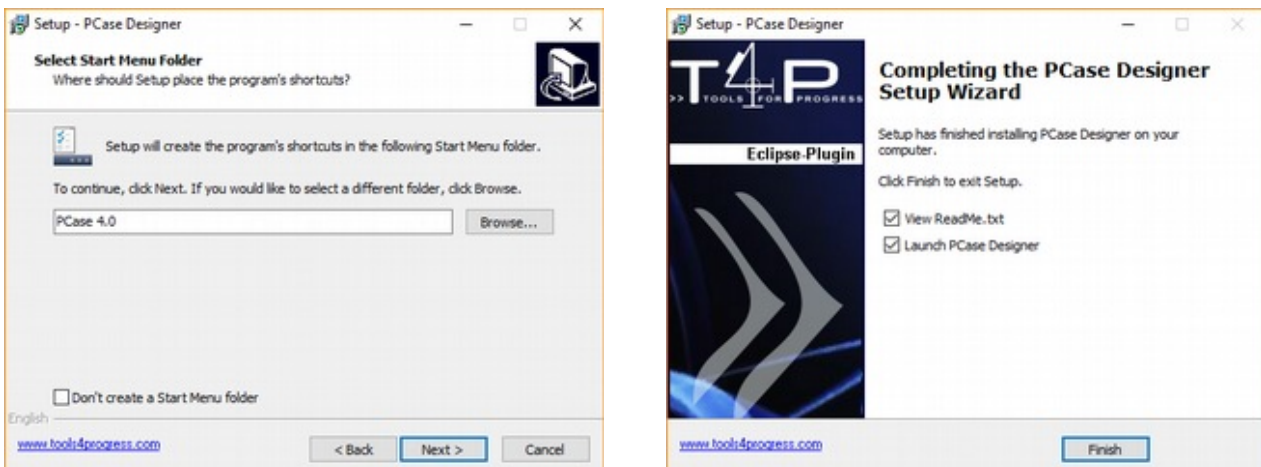 Setup - PCase Designer
Select Start Menu Folder
Where should Setup place the program's shortcuts?
Setup will create the program's shortcuts in the following Start Menu folder.
To continue, click Next. If you would like to select a different folder, click Browse.
PCase 4.0
Browse...
Don't create a Start Menu folder
English
www.tools4progress.com
< Back
Next >
Cancel
Setup - PCase Designer
T4P
>> TOOLS FOR PROGRESS
Eclipse-Plugin
Completing the PCase Designer
Setup Wizard
Setup has finished installing PCase Designer on your
computer.
Click Finish to exit Setup.
View ReadMe.txt
Launch PCase Designer
www.tools4progress.com
Finish